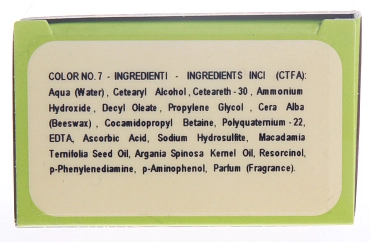 COLOR NO. 7 - INGREDIENTI - INGREDIENTS INCI (CTFA):
Aqua (Water), Cetearyl Alcohol, Ceteareth - 30, Ammonium
Hydroxide, Decyl Oleate, Propylene Glycol, Cera Alba
(Beeswax), Cocamidopropyl Betaine, Polyquaternium - 22,
EDTA, Ascorbic Acid, Sodium Hydrosulfite, Macadamia
Ternifolia Seed Oil, Argania Spinosa Kernel Oil, Resorcinol,
p-Phenylenediamine, p-Aminophenol, Parfum (Fragrance).